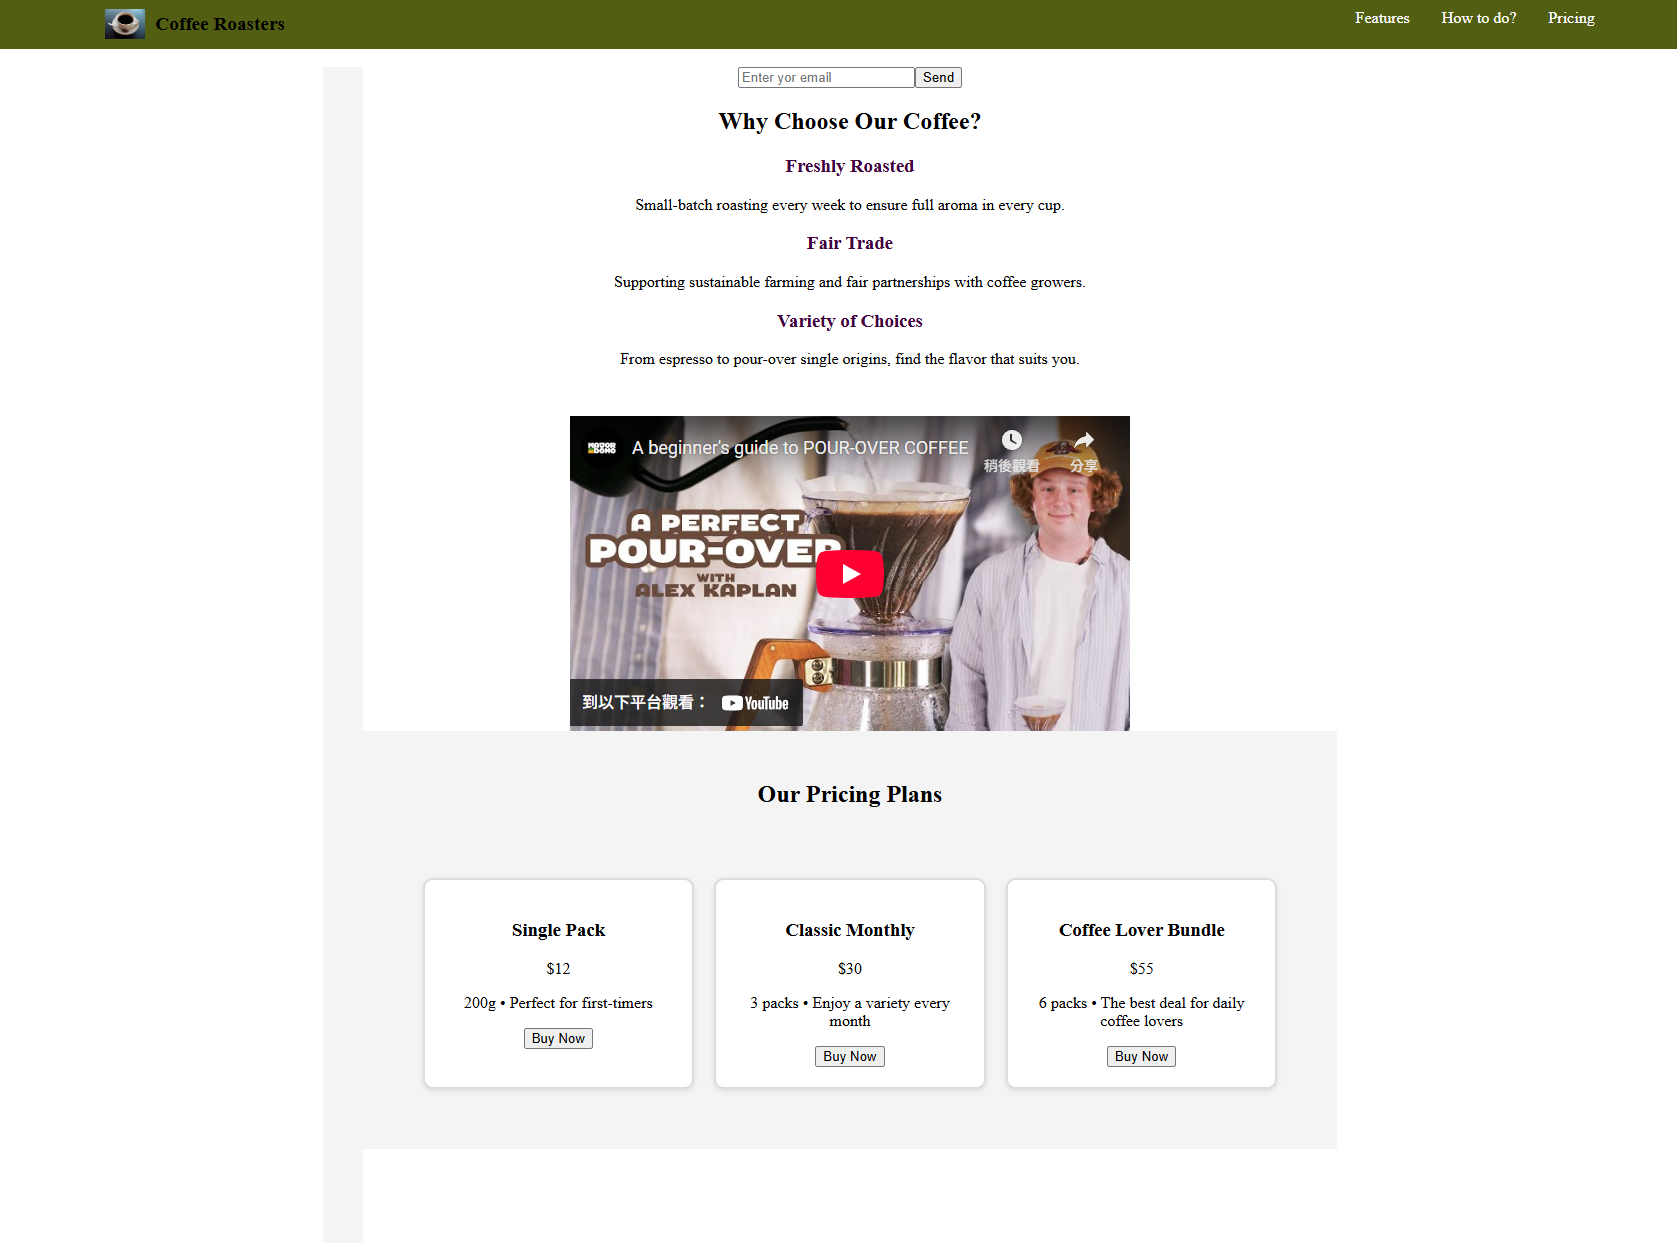 Coffee Roasters
Features How to do? Pricing
Enter yor email Send
Why Choose Our Coffee?
Freshly Roasted
Small-batch roasting every week to ensure full aroma in every cup.
Fair Trade
Supporting sustainable farming and fair partnerships with coffee growers.
Variety of Choices
From espresso to pour-over single origins, find the flavor that suits you.
MOTOR
DOMO
A beginner's guide to POUR-OVER COFFEE
稍後觀看 分享
A PERFECT
POUR-OVER
WITH
ALEX KAPLAN
到以下平台觀看： YouTube
Our Pricing Plans
Single Pack
$12
200g • Perfect for first-timers
Buy Now
Classic Monthly
$30
3 packs • Enjoy a variety every
month
Buy Now
Coffee Lover Bundle
$55
6 packs • The best deal for daily
coffee lovers
Buy Now